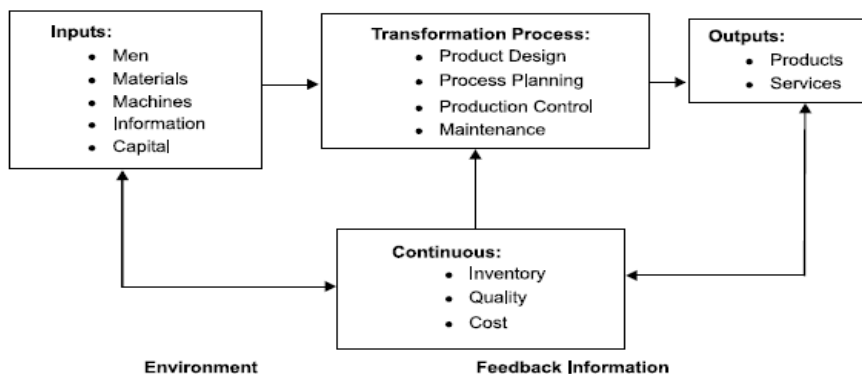 Inputs:
• Men
• Materials
• Machines
• Information
• Capital
Transformation Process:
• Product Design
• Process Planning
• Production Control
• Maintenance
Outputs:
• Products
• Services
Continuous:
• Inventory
• Quality
• Cost
Environment
Feedback Information